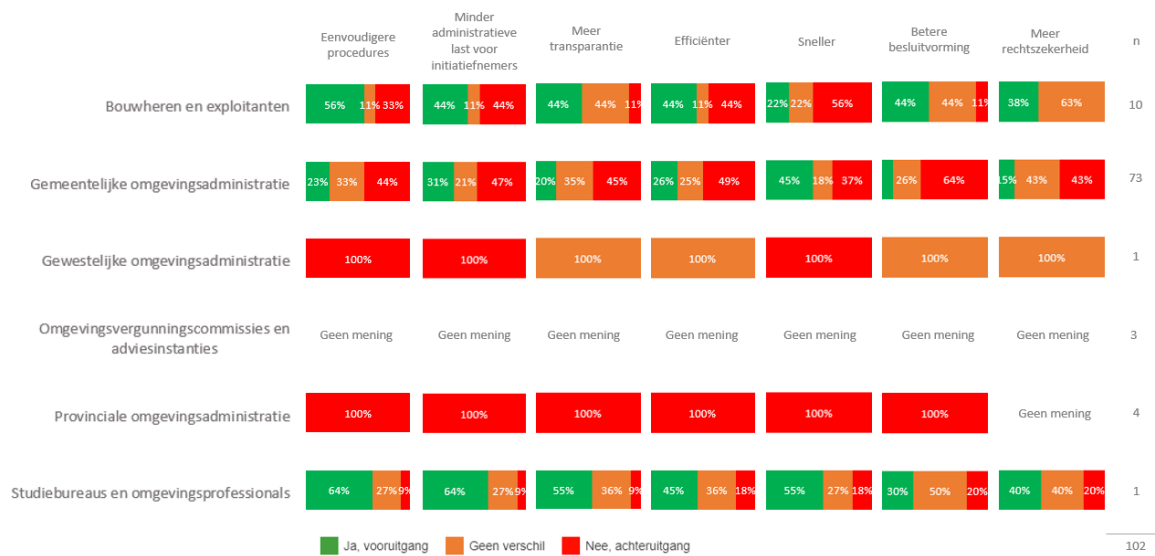 Eenvoudigere procedures
Minder administratieve last voor initiatiefnemers
Meer transparantie
Efficiënter
Sneller
Betere besluitvorming
Meer rechtszekerheid
n
Bouwheren en exploitanten
56% 11% 33%
44% 11% 44%
44% 44% 11%
44% 11% 44%
22% 22% 56%
44% 44% 11%
38% 63%
10
Gemeentelijke omgevingsadministratie
23% 33% 44%
31% 21% 47%
20% 35% 45%
26% 25% 49%
45% 18% 37%
26% 64%
15% 43% 43%
73
Gewestelijke omgevingsadministratie
100%
100%
100%
100%
100%
100%
100%
1
Omgevingsvergunningscommissies en
adviesinstanties
Geen mening
Geen mening
Geen mening
Geen mening
Geen mening
Geen mening
Geen mening
3
Provinciale omgevingsadministratie
100%
100%
100%
100%
100%
100%
Geen mening
4
Studiebureaus en omgevingsprofessionals
64% 27% 9%
64% 27% 9%
55% 36% 9%
45% 36% 18%
55% 27% 18%
30% 50% 20%
40% 40% 20%
1
Ja, vooruitgang
Geen verschil
Nee, achteruitgang
102